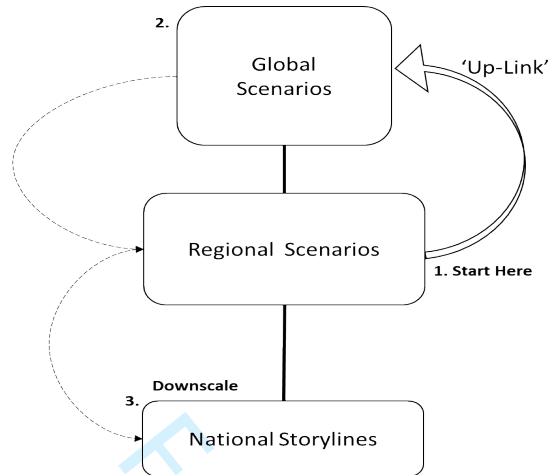 2.
Global
Scenarios
'Up-Link'
Regional Scenarios
1. Start Here
Downscale
3.
National Storylines